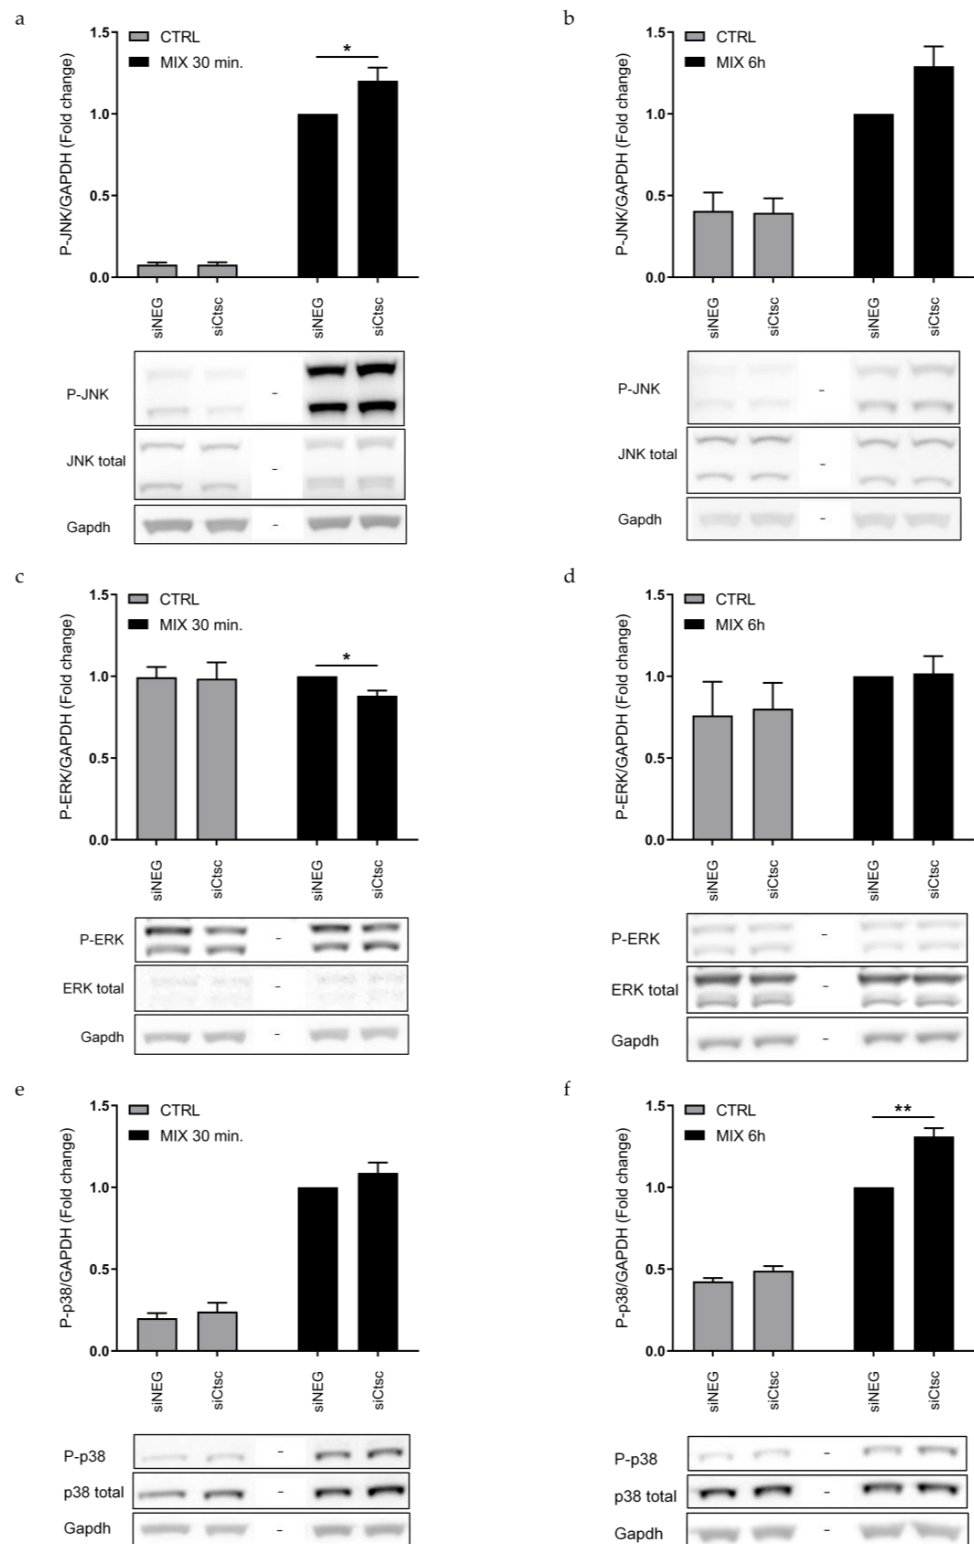 a
P-JNK/GAPDH (Fold change)
1.5
1.0
0.5
0.0
CTRL
MIX 30 min.
*
siNEG
siCtsc
siNEG
siCtsc
P-JNK -
JNK total -
Gapdh -
b
P-JNK/GAPDH (Fold change)
1.5
1.0
0.5
0.0
CTRL
MIX 6h
siNEG
siCtsc
siNEG
siCtsc
P-JNK -
JNK total -
Gapdh -
c
P-ERK/GAPDH (Fold change)
1.5
1.0
0.5
0.0
CTRL
MIX 30 min.
*
siNEG
siCtsc
siNEG
siCtsc
P-ERK -
ERK total -
Gapdh -
d
P-ERK/GAPDH (Fold change)
1.5
1.0
0.5
0.0
CTRL
MIX 6h
siNEG
siCtsc
siNEG
siCtsc
P-ERK -
ERK total -
Gapdh -
e
P-p38/GAPDH (Fold change)
1.5
1.0
0.5
0.0
CTRL
MIX 30 min.
siNEG
siCtsc
siNEG
siCtsc
P-p38 -
p38 total -
Gapdh -
f
P-p38/GAPDH (Fold change)
1.5
1.0
0.5
0.0
CTRL
MIX 6h
**
siNEG
siCtsc
siNEG
siCtsc
P-p38 -
p38 total -
Gapdh -